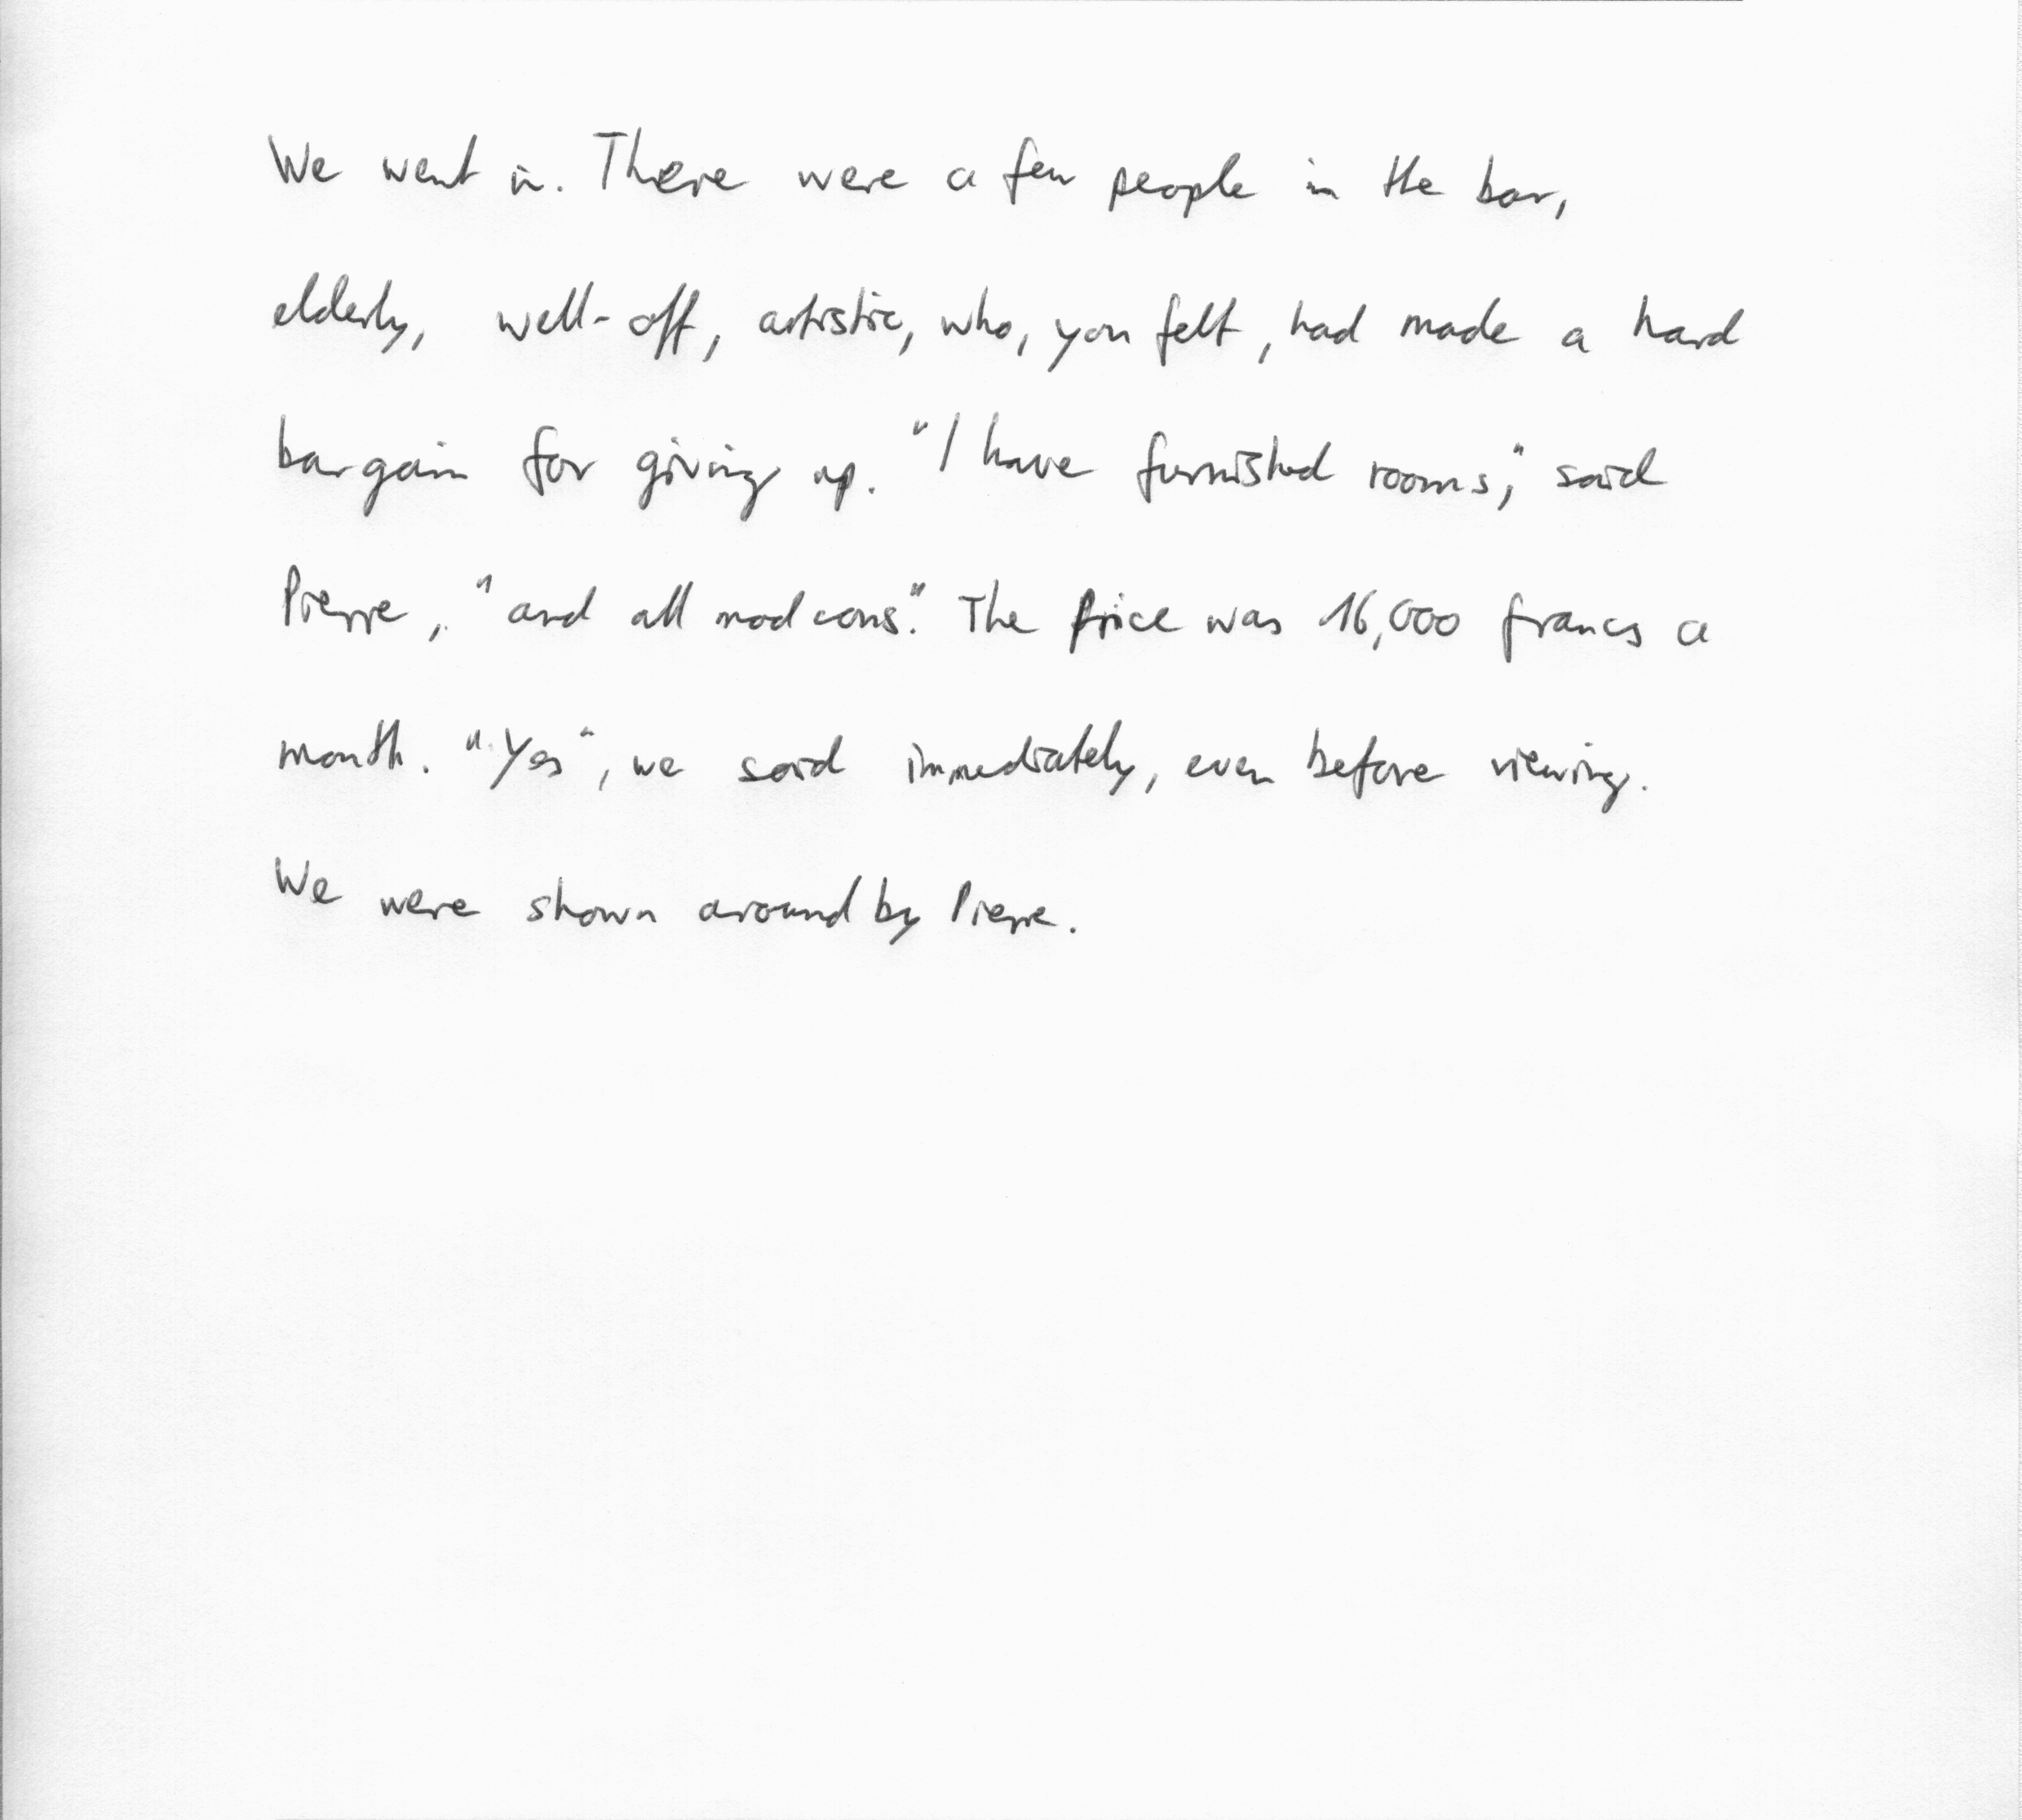 We went in. There were a few people in the bar,
elderly, well-off, artistic, who, you felt, had made a hard
bargain for giving up. "I have furnished rooms," said
Pierre, "and all mod cons". The price was 16,000 francs a
month. "Yes", we said immediately, even before viewing.
We were shown around by Pierre.